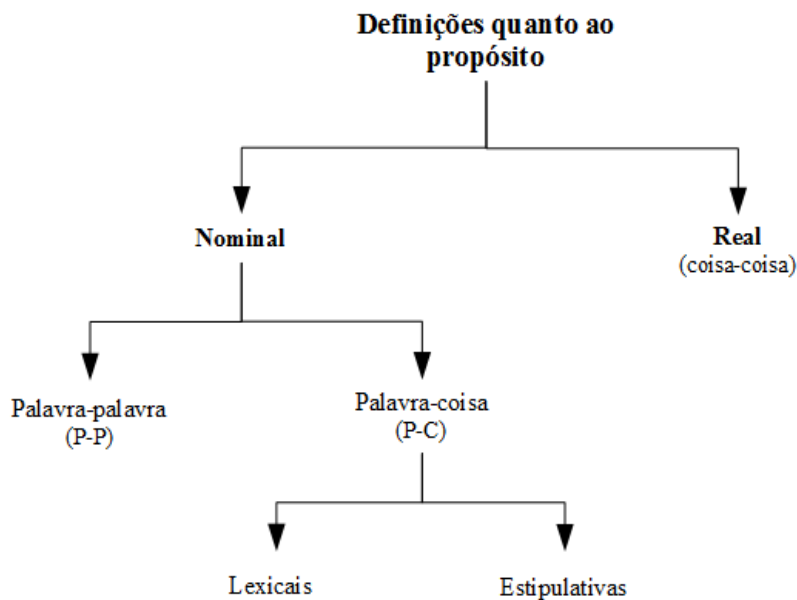 Definições quanto ao
propósito
Nominal
Real
(coisa-coisa)
Palavra-palavra
(P-P)
Palavra-coisa
(P-C)
Lexicais
Estipulativas